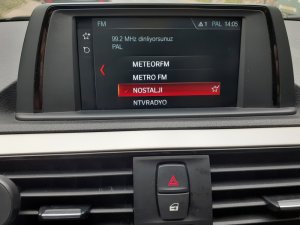 FM
1 PAL 14:05
99.2 MHz dinliyorsunuz
PAL
METEORFM
METRO FM
NOSTALJI
NTVRADYO